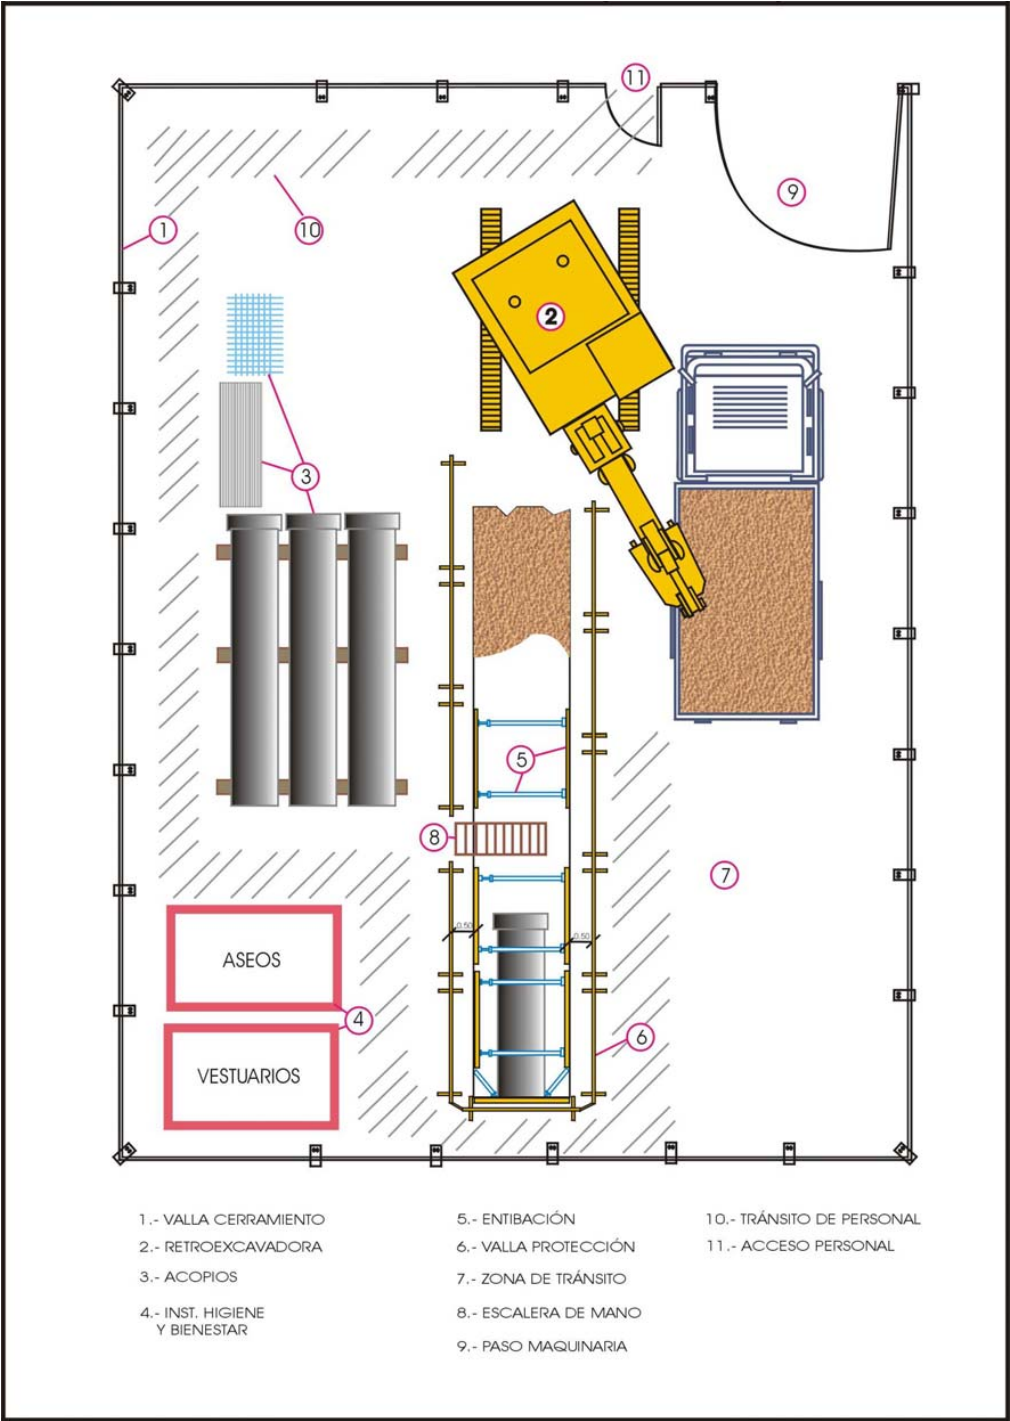 11
9
1
10
2
3
5
8
7
0.50
0.50
ASEOS
4
6
VESTUARIOS
1.- VALLA CERRAMIENTO
2.- RETROEXCAVADORA
3.- ACOPIOS
4.- INST. HIGIENE
Y BIENESTAR
5.- ENTIBACIÓN
6.- VALLA PROTECCIÓN
7.- ZONA DE TRÁNSITO
8.- ESCALERA DE MANO
9.- PASO MAQUINARIA
10.- TRÁNSITO DE PERSONAL
11.- ACCESO PERSONAL